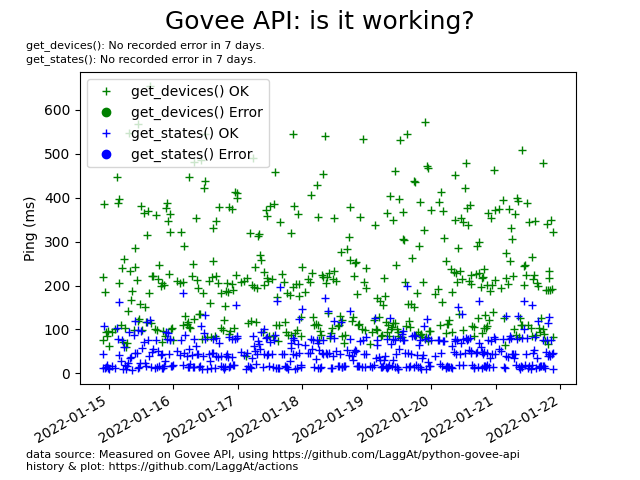 Govee API: is it working?
get_devices(): No recorded error in 7 days.
get_states(): No recorded error in 7 days.
get_devices() OK
get_devices() Error
get_states() OK
get_states() Error
Ping (ms)
600
500
400
300
200
100
0
2022-01-15
2022-01-16
2022-01-17
2022-01-18
2022-01-19
2022-01-20
2022-01-21
2022-01-22
data source: Measured on Govee API, using https://github.com/LaggAt/python-govee-api
history & plot: https://github.com/LaggAt/actions